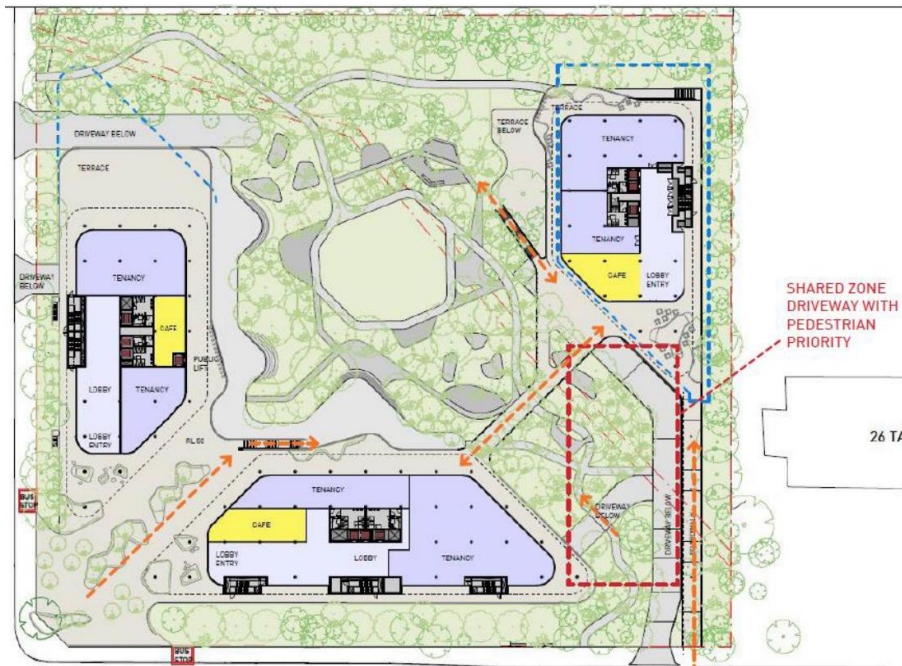 DRIVEWAY BELOW
TERRACE
TERRACE
BELOW
TERRACE
TENANCY
TENANCY
CAFE
LOBBY
ENTRY
TENANCY
DRIVEWAY
BELOW
CAFE
PUBLIC
LIFT
LOBBY
TENANCY
LOBBY
ENTRY
RL 50
BUS
STOP
SHARED ZONE
DRIVEWAY WITH
PEDESTRIAN
PRIORITY
26 TA
TENANCY
CAFE
LOBBY
ENTRY
LOBBY
TENANCY
DRIVEWAY
BELOW
DRIVEWAY BELOW
BUS
STOP